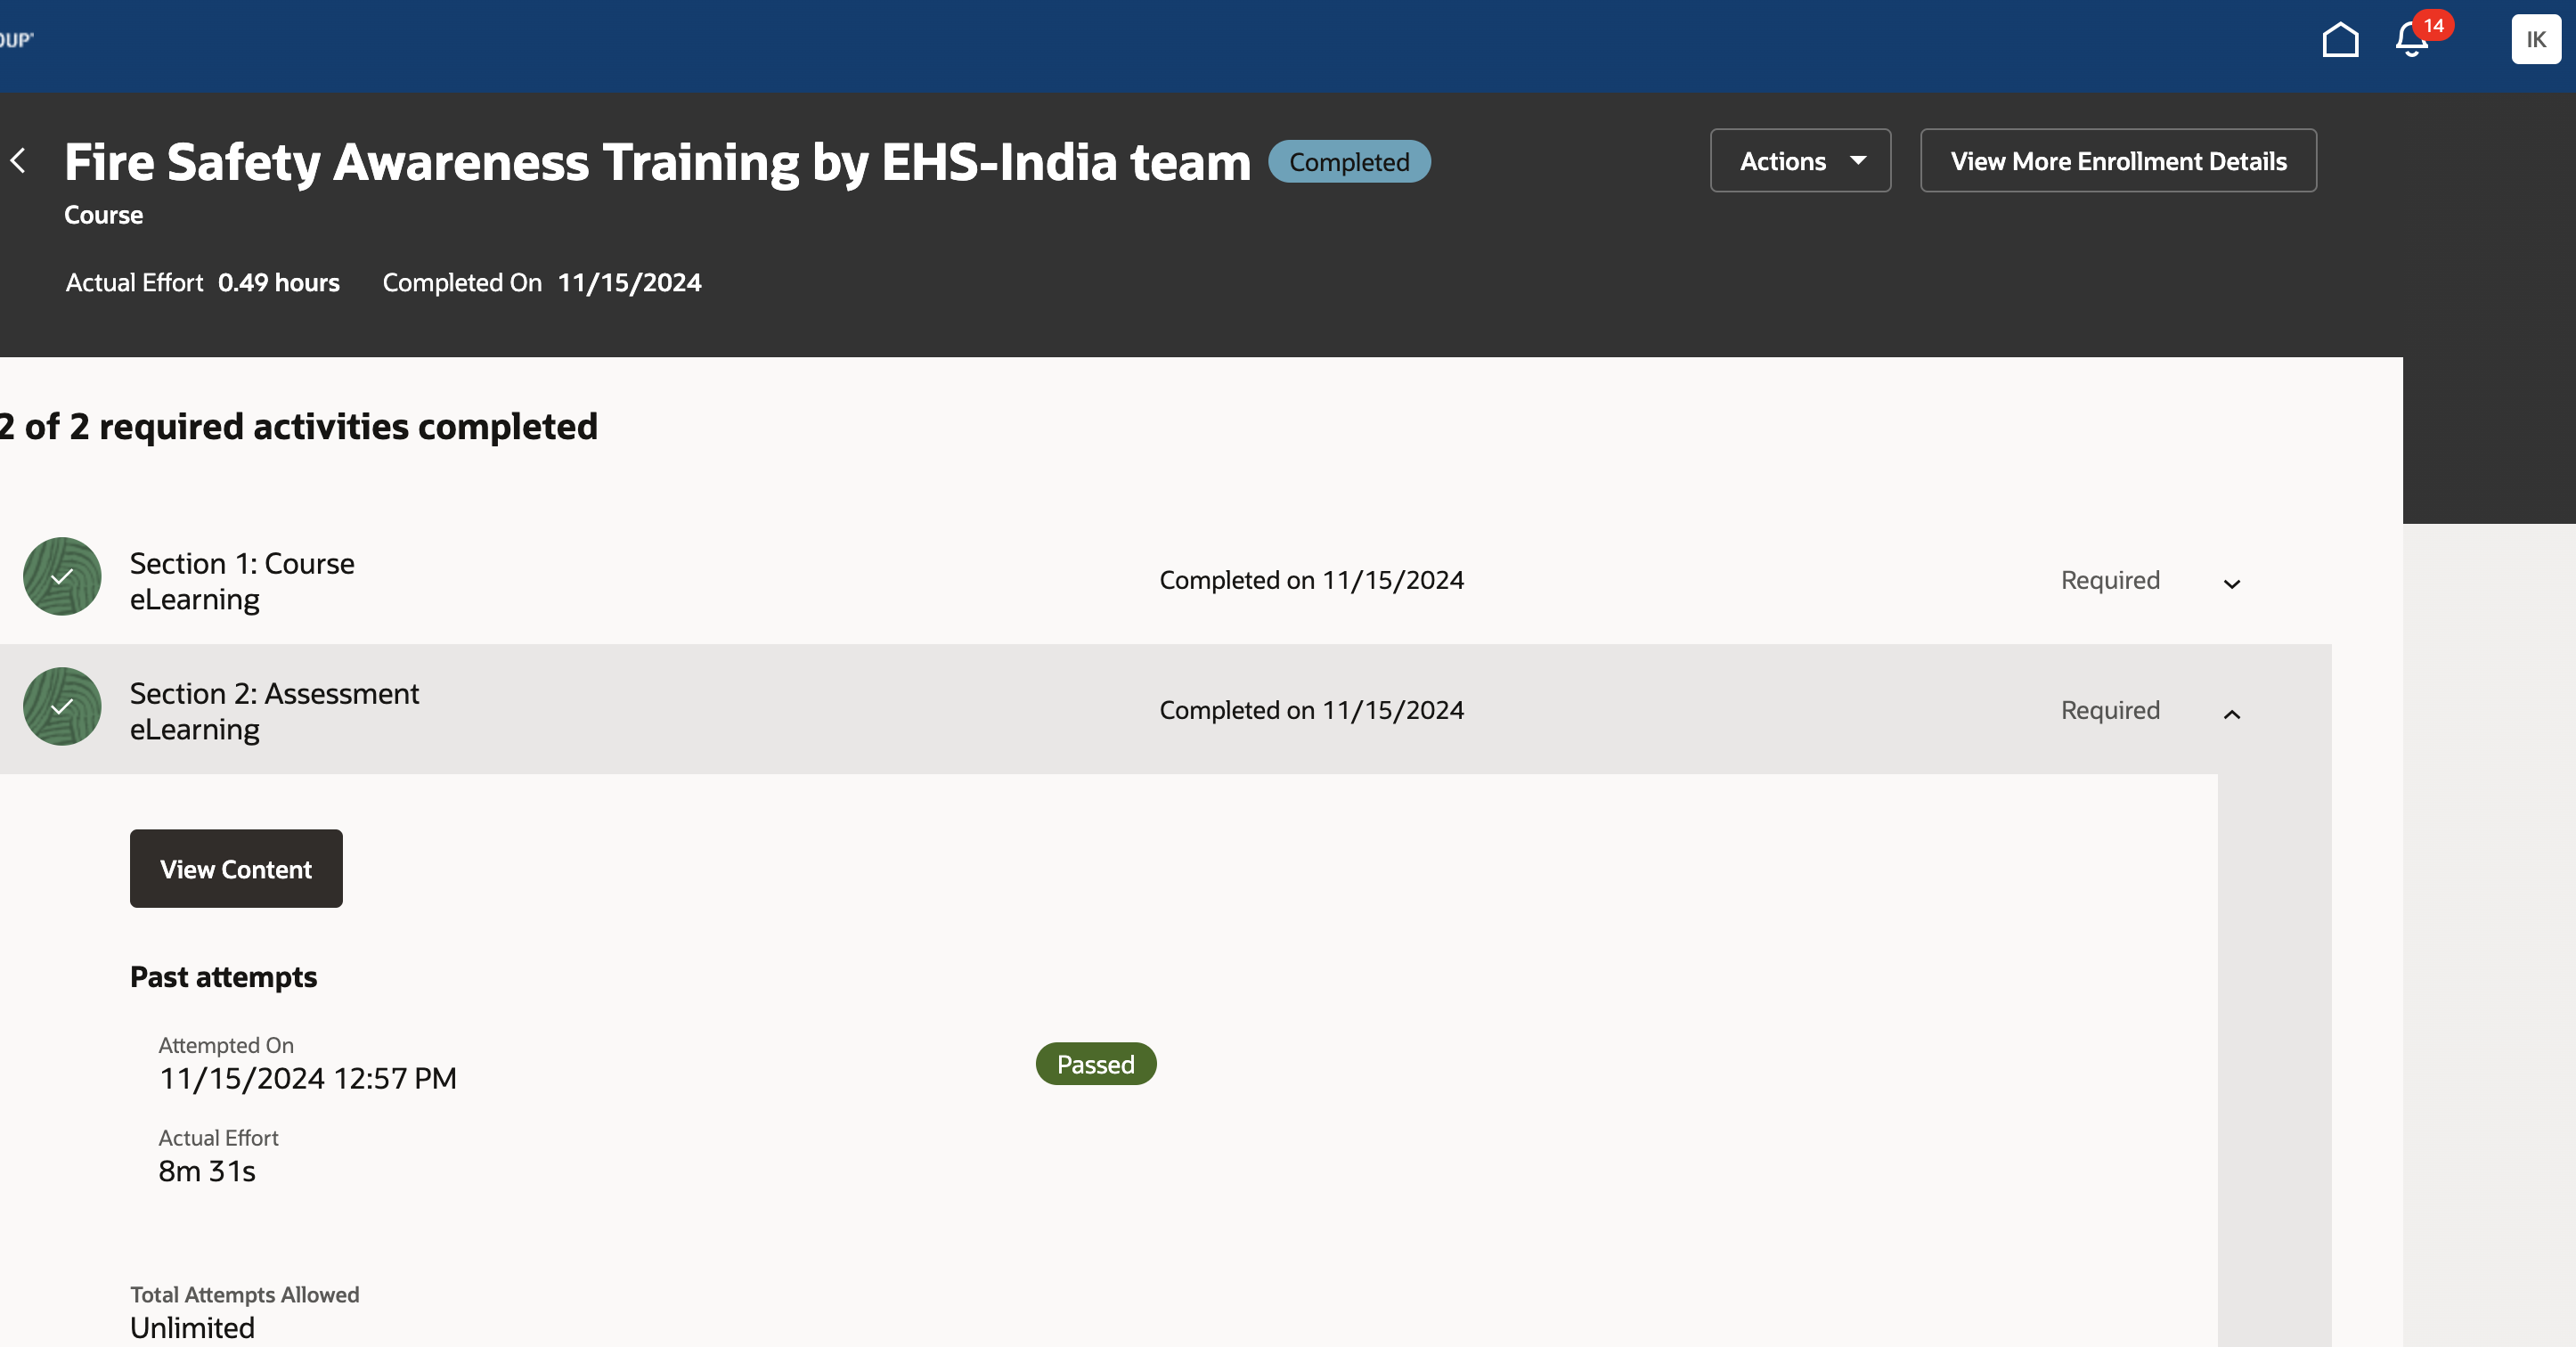 OUP
14
IK
Fire Safety Awareness Training by EHS-India team
Completed
Actions
View More Enrollment Details
Course
Actual Effort 0.49 hours Completed On 11/15/2024
2 of 2 required activities completed
Section 1: Course
eLearning
Completed on 11/15/2024
Required
Section 2: Assessment
eLearning
Completed on 11/15/2024
Required
View Content
Past attempts
Attempted On
11/15/2024 12:57 PM
Passed
Actual Effort
8m 31s
Total Attempts Allowed
Unlimited